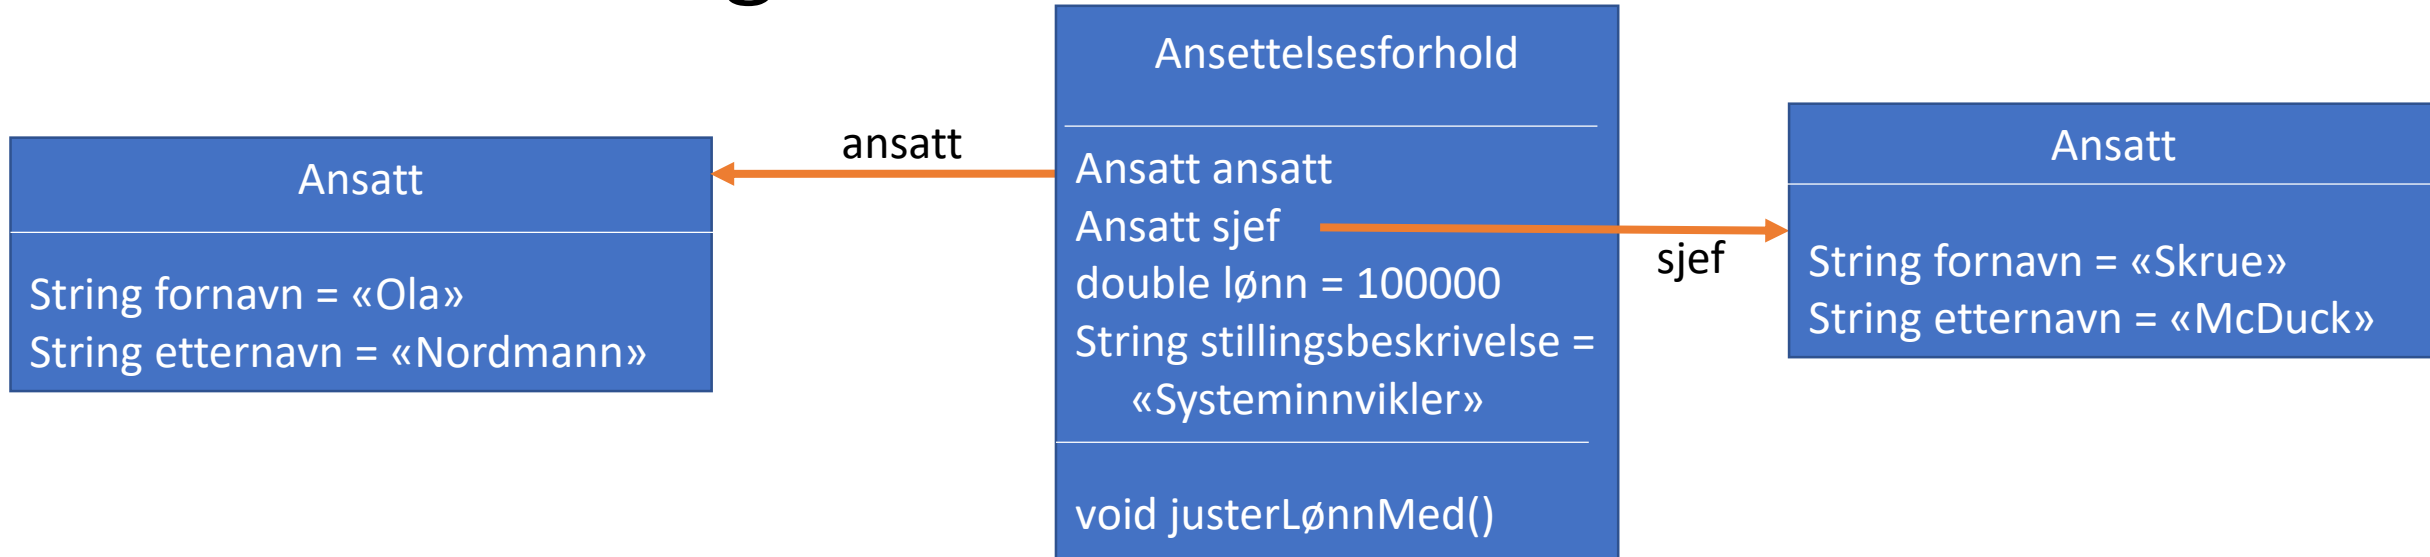 Ansatt
String fornavn = «Ola»
String etternavn = «Nordmann»
ansatt
Ansettelsesforhold
Ansatt ansatt
Ansatt sjef
double lønn = 100000
String stillingsbeskrivelse =
«Systeminnvikler»
void justerLønnMed()
sjef
Ansatt
String fornavn = «Skrue»
String etternavn = «McDuck»